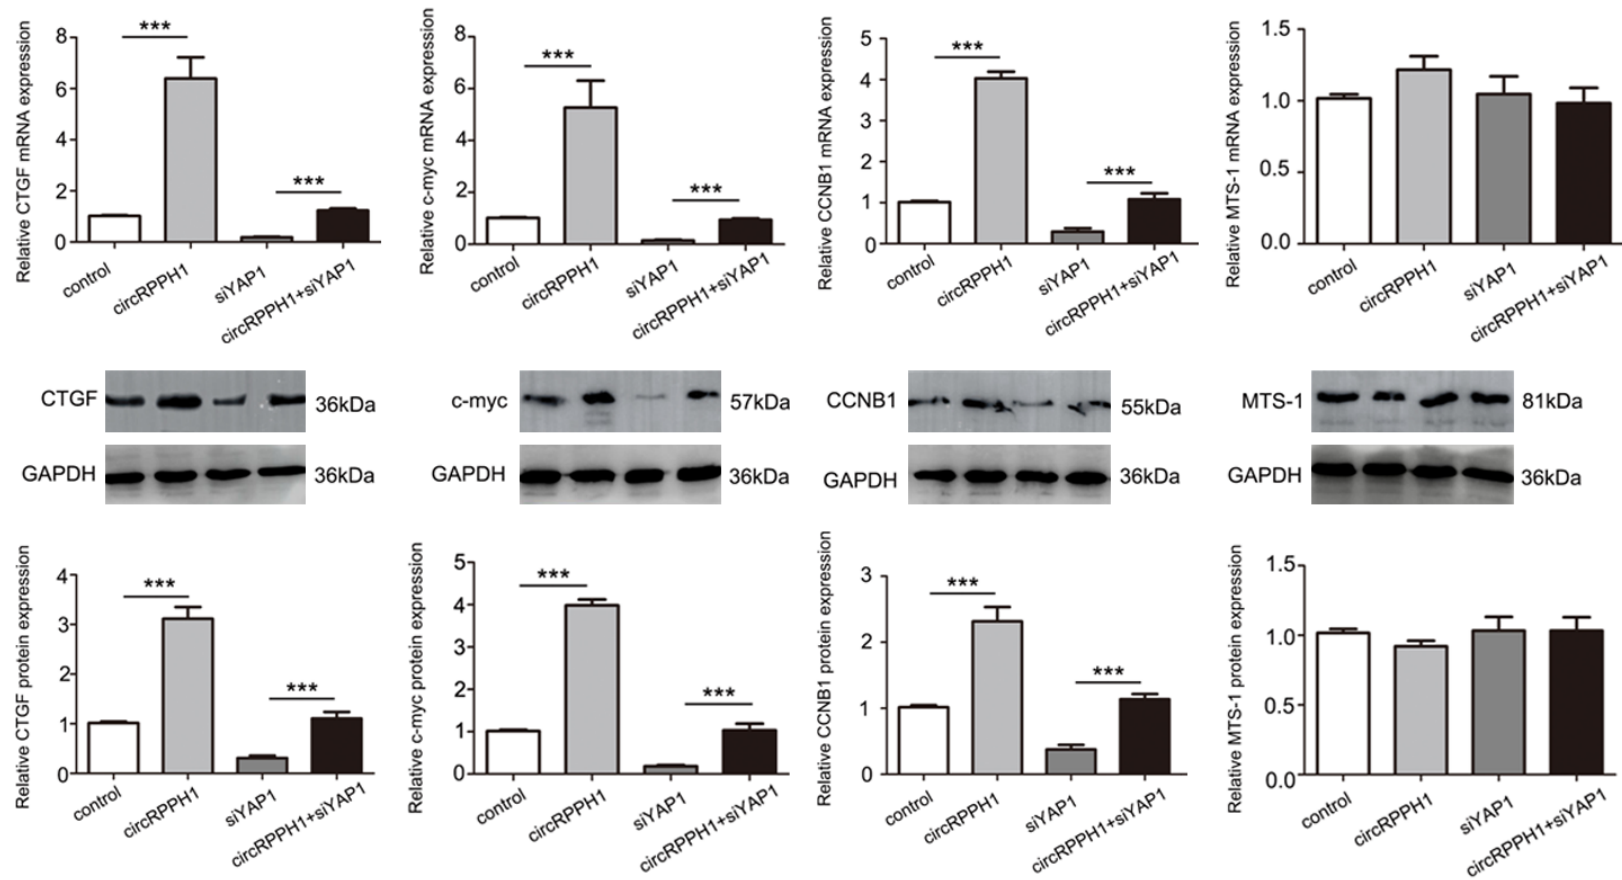 Relative CTGF mRNA expression
8
6
4
2
0
***
***
control
circRPPH1
siYAP1
circRPPH1+siYAP1
Relative c-myc mRNA expression
8
6
4
2
0
***
***
control
circRPPH1
siYAP1
circRPPH1+siYAP1
Relative CCNB1 mRNA expression
5
4
3
2
1
0
***
***
control
circRPPH1
siYAP1
circRPPH1+siYAP1
Relative MTS-1 mRNA expression
1.5
1.0
0.5
0.0
control
circRPPH1
siYAP1
circRPPH1+siYAP1
CTGF
36kDa
GAPDH
36kDa
c-myc
57kDa
GAPDH
36kDa
CCNB1
55kDa
GAPDH
36kDa
MTS-1
81kDa
GAPDH
36kDa
Relative CTGF protein expression
4
3
2
1
0
***
***
control
circRPPH1
siYAP1
circRPPH1+siYAP1
Relative c-myc protein expression
5
4
3
2
1
0
***
***
control
circRPPH1
siYAP1
circRPPH1+siYAP1
Relative CCNB1 protein expression
3
2
1
0
***
***
control
circRPPH1
siYAP1
circRPPH1+siYAP1
Relative MTS-1 protein expression
1.5
1.0
0.5
0.0
control
circRPPH1
siYAP1
circRPPH1+siYAP1